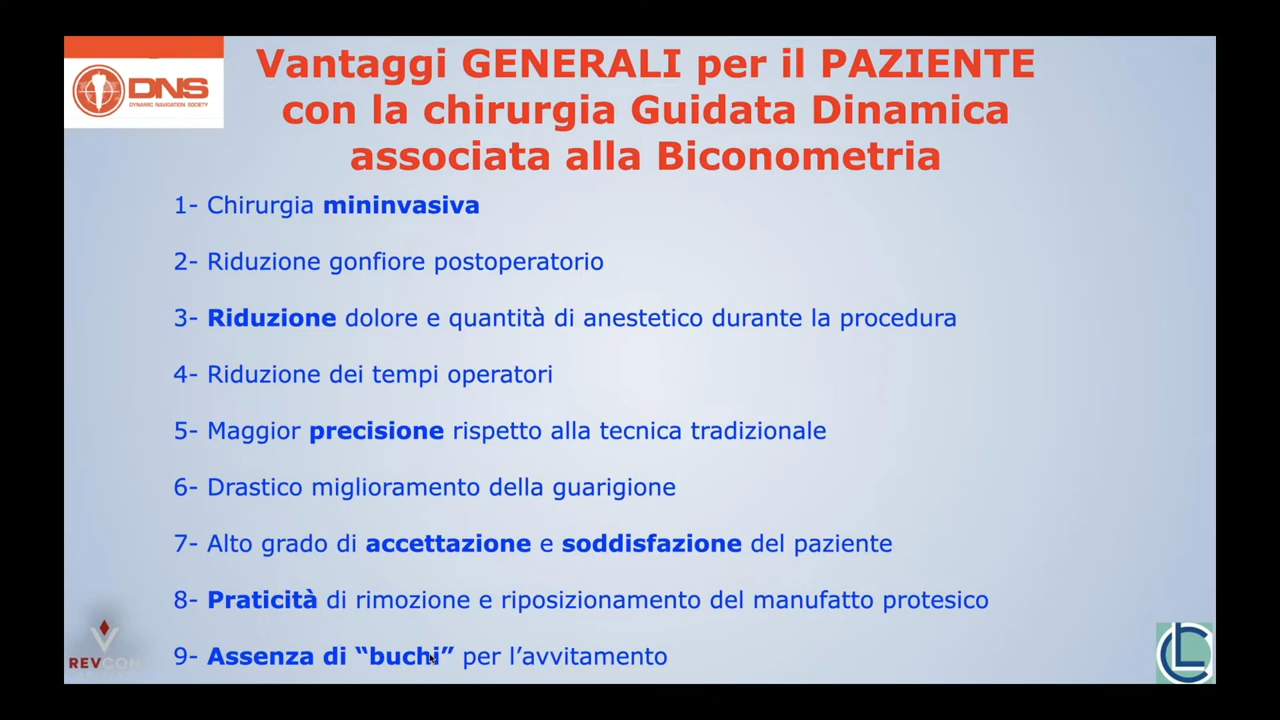 DNS
DYNAMIC NAVIGATION SOCIETY
Vantaggi GENERALI per il PAZIENTE
con la chirurgia Guidata Dinamica
associata alla Biconometria
1- Chirurgia mininvasiva
2- Riduzione gonfiore postoperatorio
3- Riduzione dolore e quantità di anestetico durante la procedura
4- Riduzione dei tempi operatori
5- Maggior precisione rispetto alla tecnica tradizionale
6- Drastico miglioramento della guarigione
7- Alto grado di accettazione e soddisfazione del paziente
8- Praticità di rimozione e riposizionamento del manufatto protesico
9- Assenza di “buchi” per l’avvitamento
REVCON